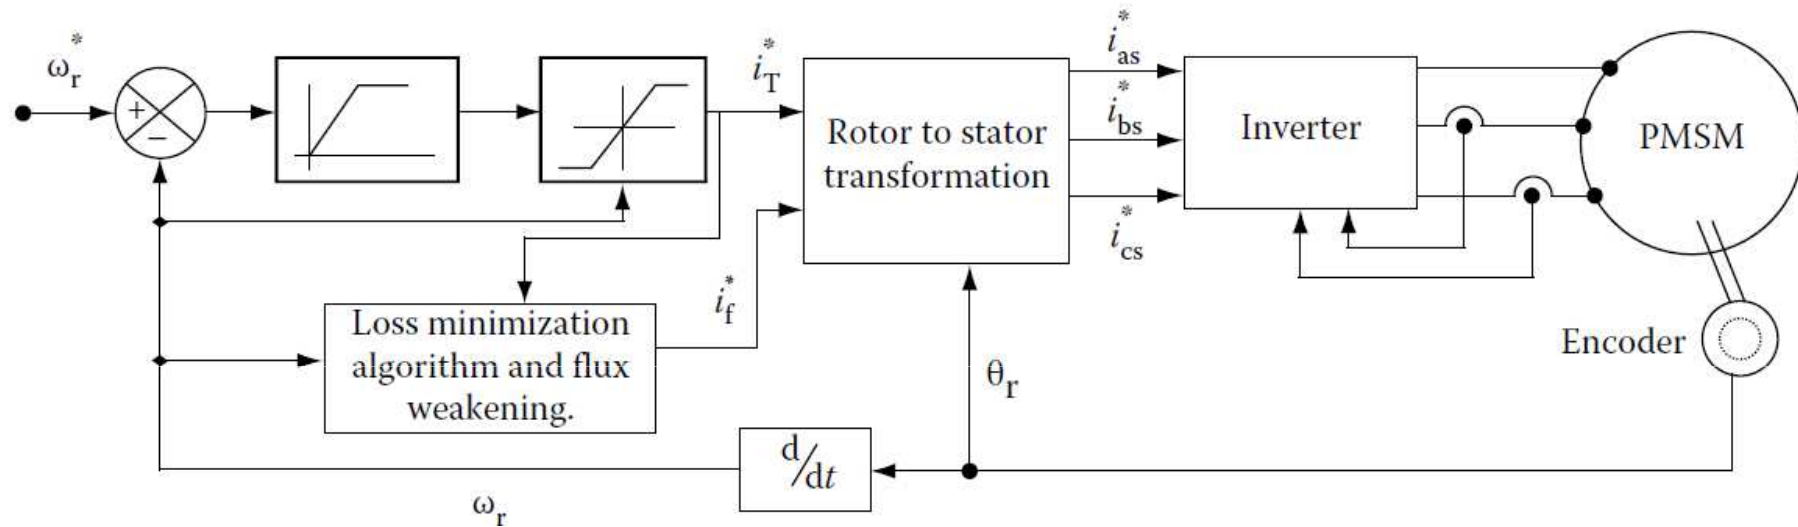 ω*r
+
−
i*T
Rotor to stator
transformation
i*as
i*bs
i*cs
Inverter
PMSM
Loss minimization
algorithm and flux
weakening.
i*f
θr
Encoder
d/dt
ωr